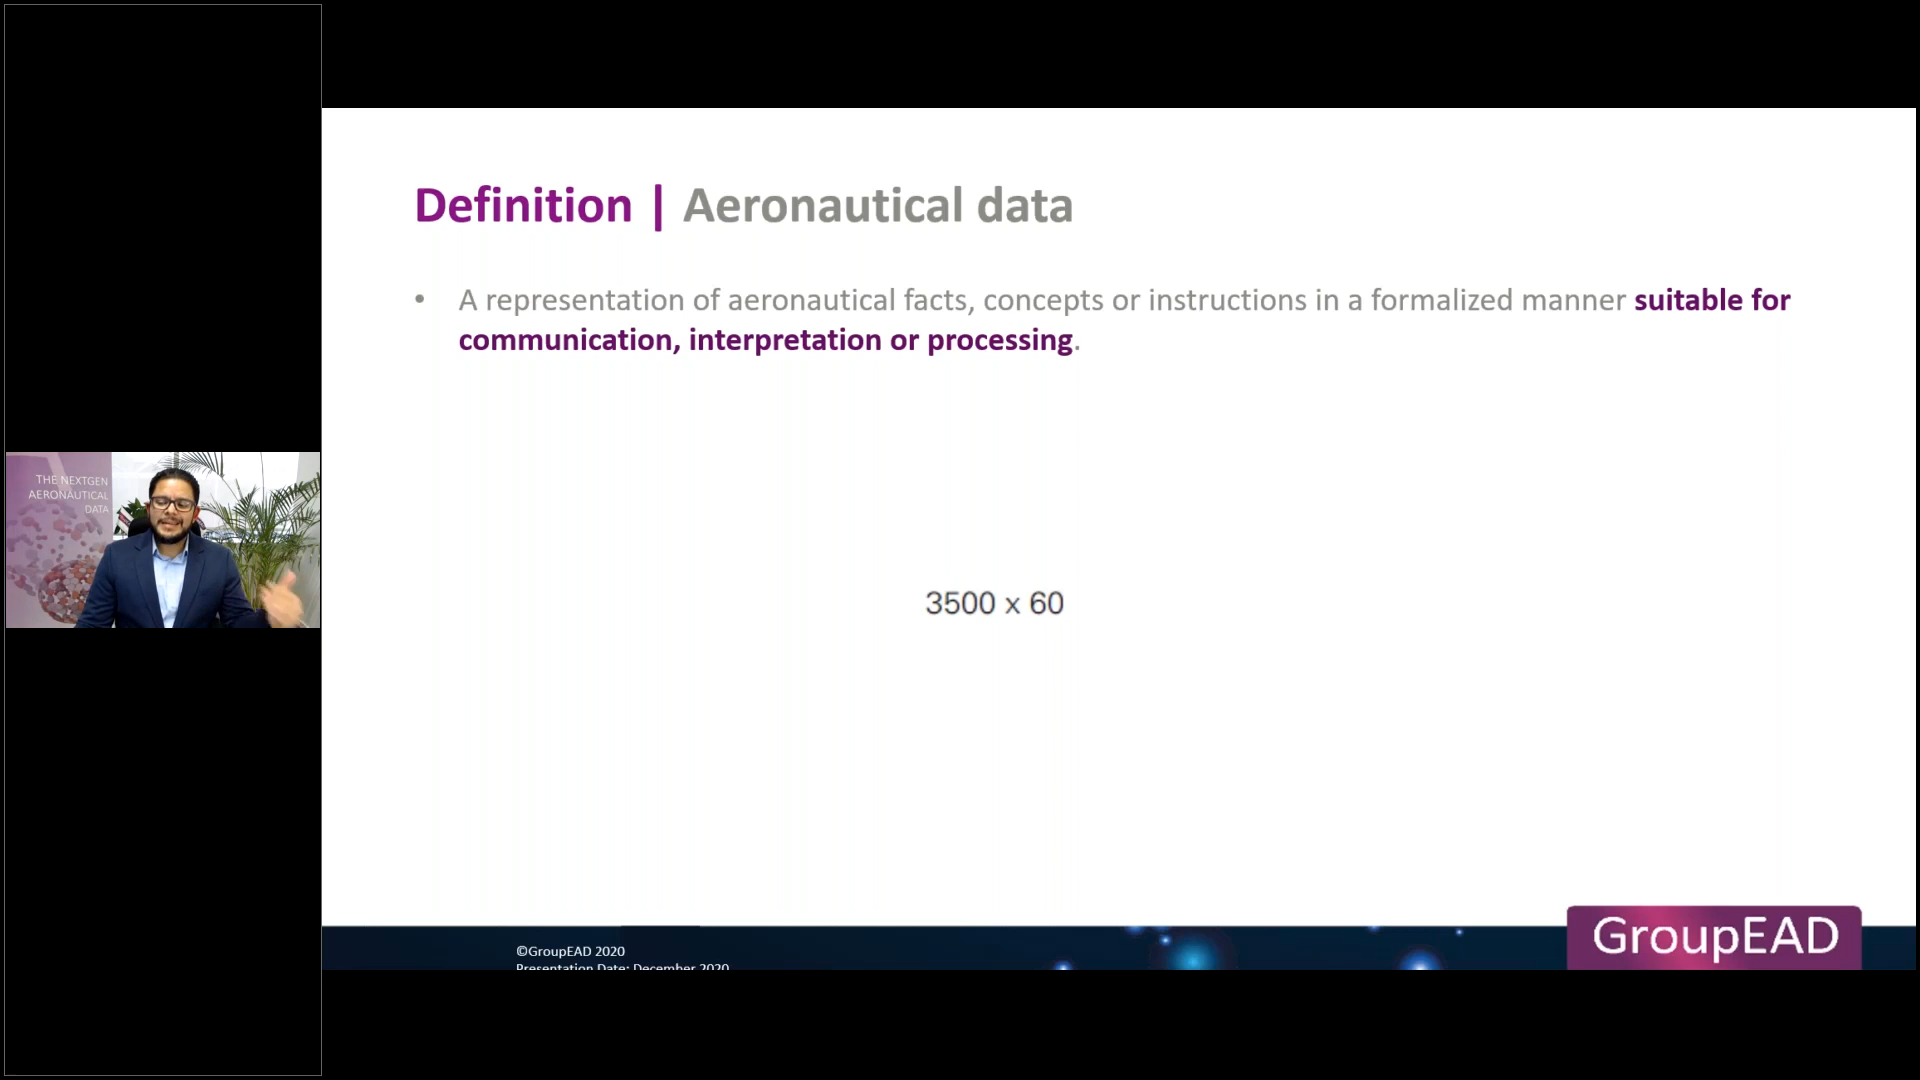 THE NEXTGEN
AERONAUTICAL
DATA
Definition | Aeronautical data
• A representation of aeronautical facts, concepts or instructions in a formalized manner suitable for
communication, interpretation or processing.
3500 x 60
©GroupEAD 2020
Presentation Date: December 2020
GroupEAD